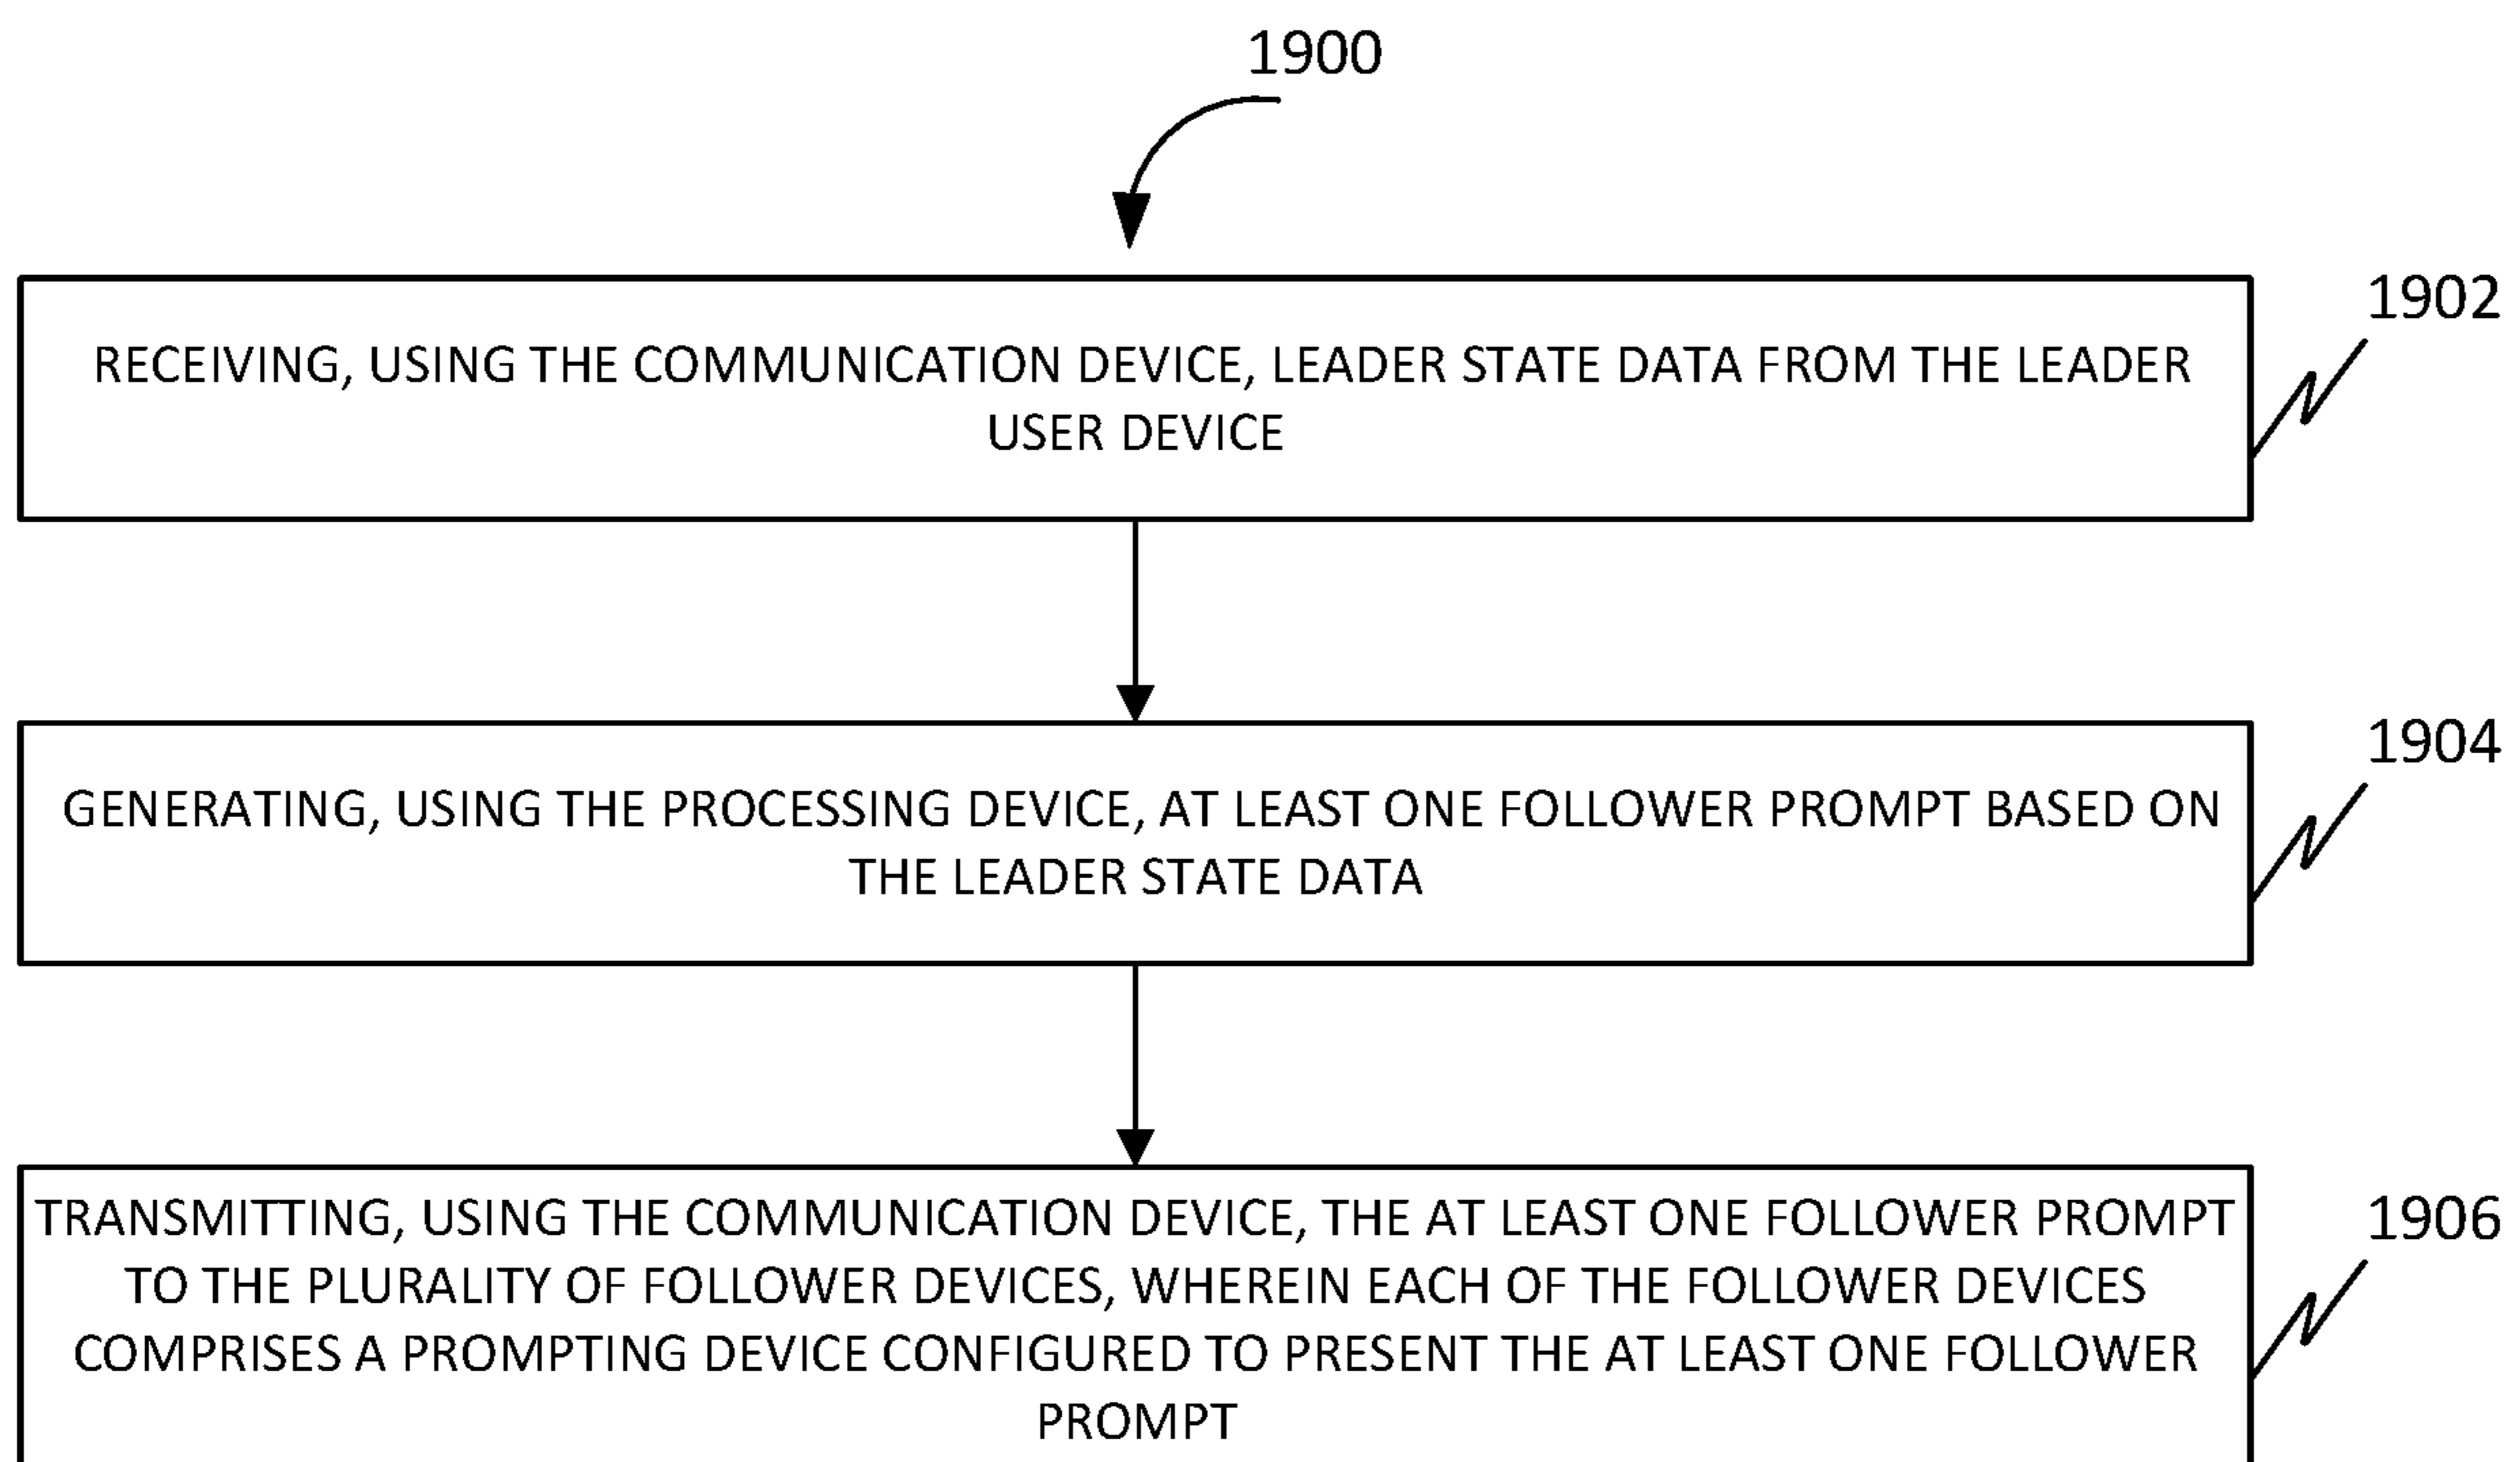 1900
1902
RECEIVING, USING THE COMMUNICATION DEVICE, LEADER STATE DATA FROM THE LEADER
USER DEVICE
1904
GENERATING, USING THE PROCESSING DEVICE, AT LEAST ONE FOLLOWER PROMPT BASED ON
THE LEADER STATE DATA
1906
TRANSMITTING, USING THE COMMUNICATION DEVICE, THE AT LEAST ONE FOLLOWER PROMPT
TO THE PLURALITY OF FOLLOWER DEVICES, WHEREIN EACH OF THE FOLLOWER DEVICES
COMPRISES A PROMPTING DEVICE CONFIGURED TO PRESENT THE AT LEAST ONE FOLLOWER
PROMPT